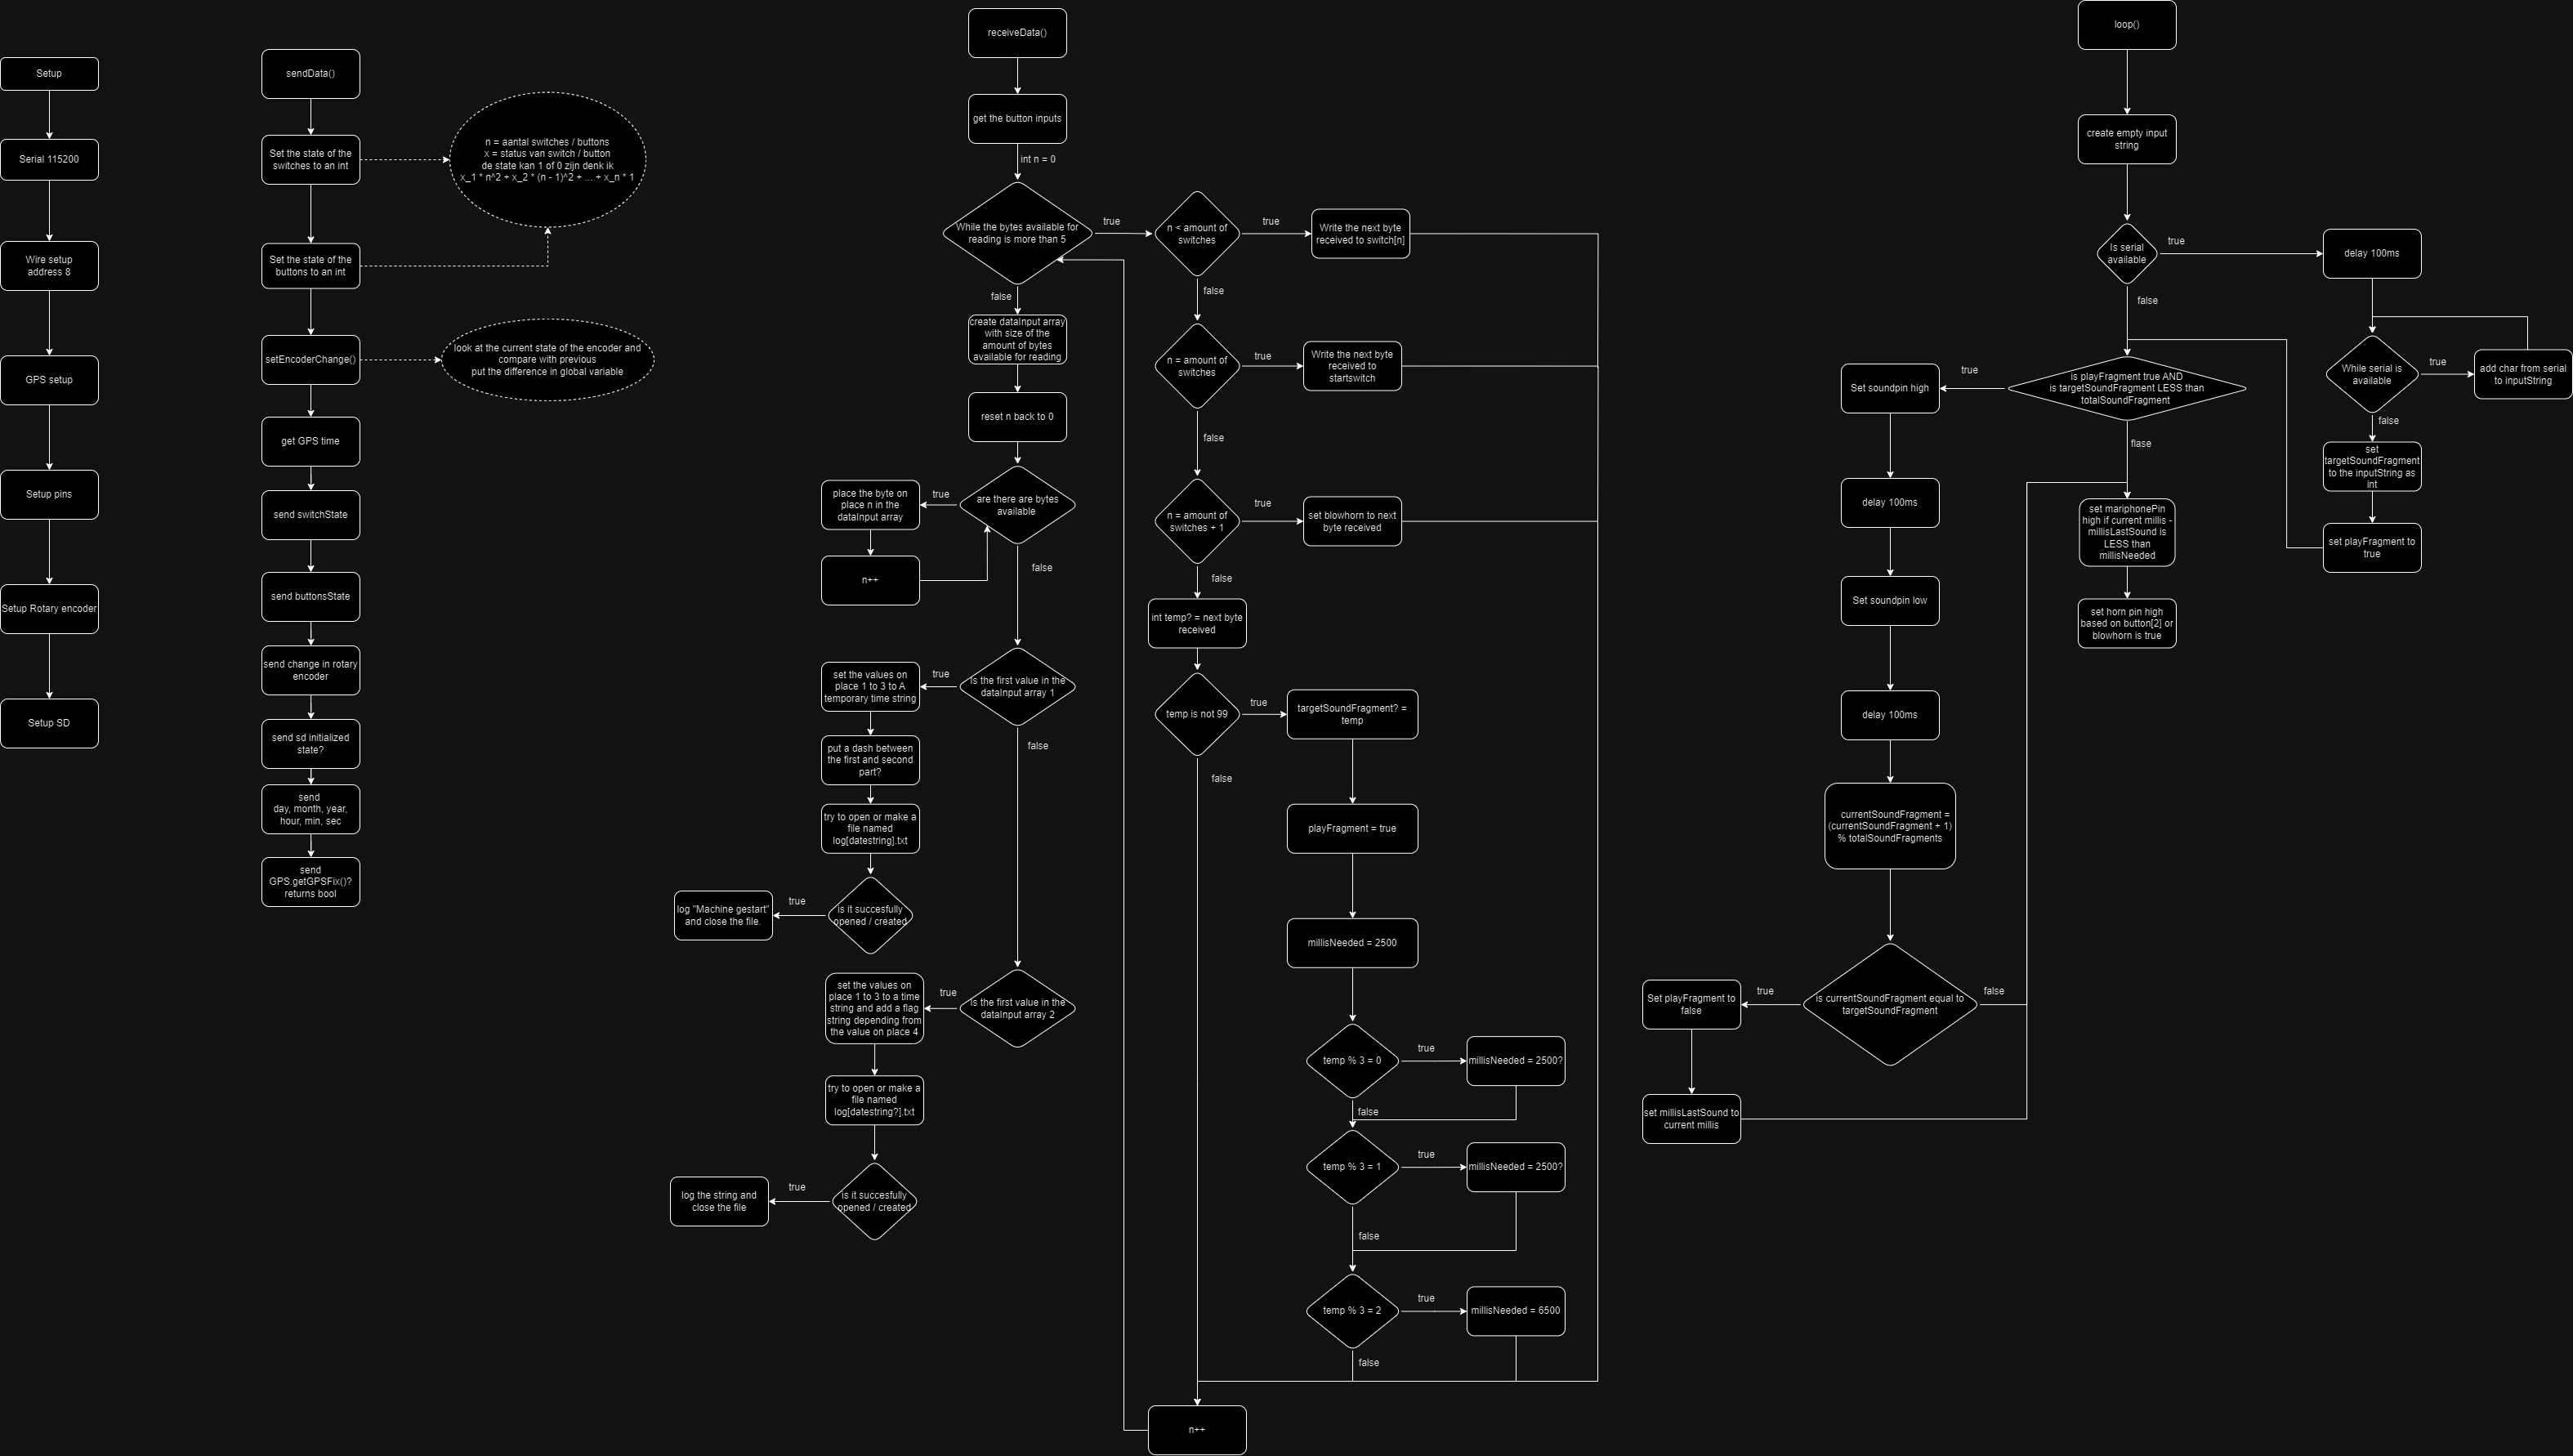 Setup
Serial 115200
Wire setup
address 8
GPS setup
Setup pins
Setup Rotary encoder
Setup SD
sendData()
Set the state of the
switches to an int
n = aantal switches / buttons
x = status van switch / button
de state kan 1 of 0 zijn denk ik
x_1 * n^2 + x_2 * (n - 1)^2 + ... + x_n * 1
Set the state of the
buttons to an int
setEncoderChange()
look at the current state of the encoder and
compare with previous
put the difference in global variable
get GPS time
send switchState
send buttonsState
send change in rotary
encoder
send sd initialized
state?
send
day, month, year,
hour, min, sec
send
GPS.getGPSFix()?
returns bool
receiveData()
get the button inputs
int n = 0
While the bytes available for
reading is more than 5
true
false
create dataInput array
with size of the
amount of bytes
available for reading
reset n back to 0
are there are bytes
available
true
place the byte on
place n in the
dataInput array
n++
false
is the first value in the
dataInput array 1
true
set the values on
place 1 to 3 to A
temporary time string
put a dash between
the first and second
part?
try to open or make a
file named
log[datestring].txt
is it succesfully
opened / created
true
log "Machine gestart"
and close the file.
false
is the first value in the
dataInput array 2
true
set the values on
place 1 to 3 to a time
string and add a flag
string depending from
the value on place 4
try to open or make a
file named
log[datestring?].txt
is it succesfully
opened / created
true
log the string and
close the file
n < amount of
switches
true
Write the next byte
received to switch[n]
false
n = amount of
switches
true
Write the next byte
received to
startswitch
false
n = amount of
switches + 1
true
set blowhorn to next
byte received
false
int temp? = next byte
received
temp is not 99
true
targetSoundFragment? =
temp
false
playFragment = true
millisNeeded = 2500
temp % 3 = 0
true
millisNeeded = 2500?
false
temp % 3 = 1
true
millisNeeded = 2500?
false
temp % 3 = 2
true
millisNeeded = 6500
false
n++
loop()
create empty input
string
Is serial
available
true
delay 100ms
false
While serial is
available
true
add char from serial
to inputString
false
set
targetSoundFragment
to the inputString as
int
set playFragment to
true
is playFragment true AND
is targetSoundFragment LESS than
totalSoundFragment
true
Set soundpin high
flase
set mariphonePin
high if current millis -
millisLastSound is
LESS than
millisNeeded
set horn pin high
based on button[2] or
blowhorn is true
delay 100ms
Set soundpin low
delay 100ms
currentSoundFragment =
(currentSoundFragment + 1)
% totalSoundFragments
is currentSoundFragment equal to
targetSoundFragment
true
false
Set playFragment to
false
set millisLastSound to
current millis